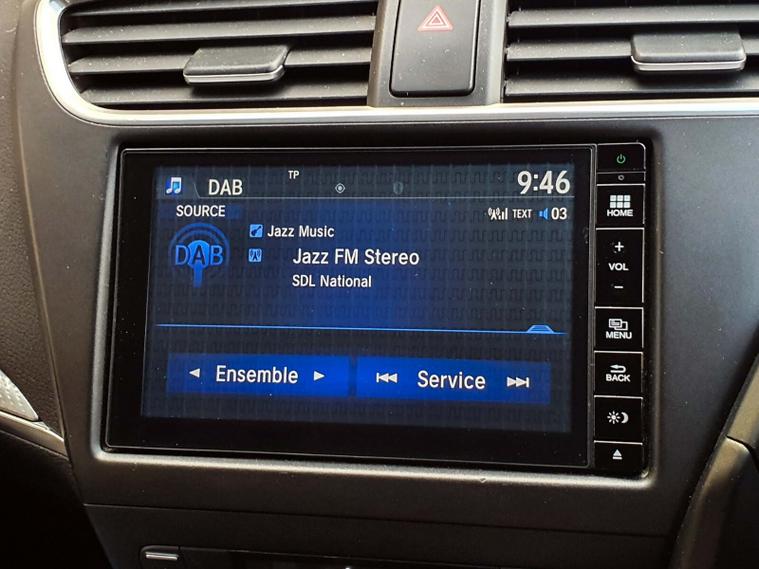 DAB TP 9:46
SOURCE TEXT 03
DAB
Jazz Music
Jazz FM Stereo
SDL National
Ensemble
Service
HOME
+
VOL
-
MENU
BACK